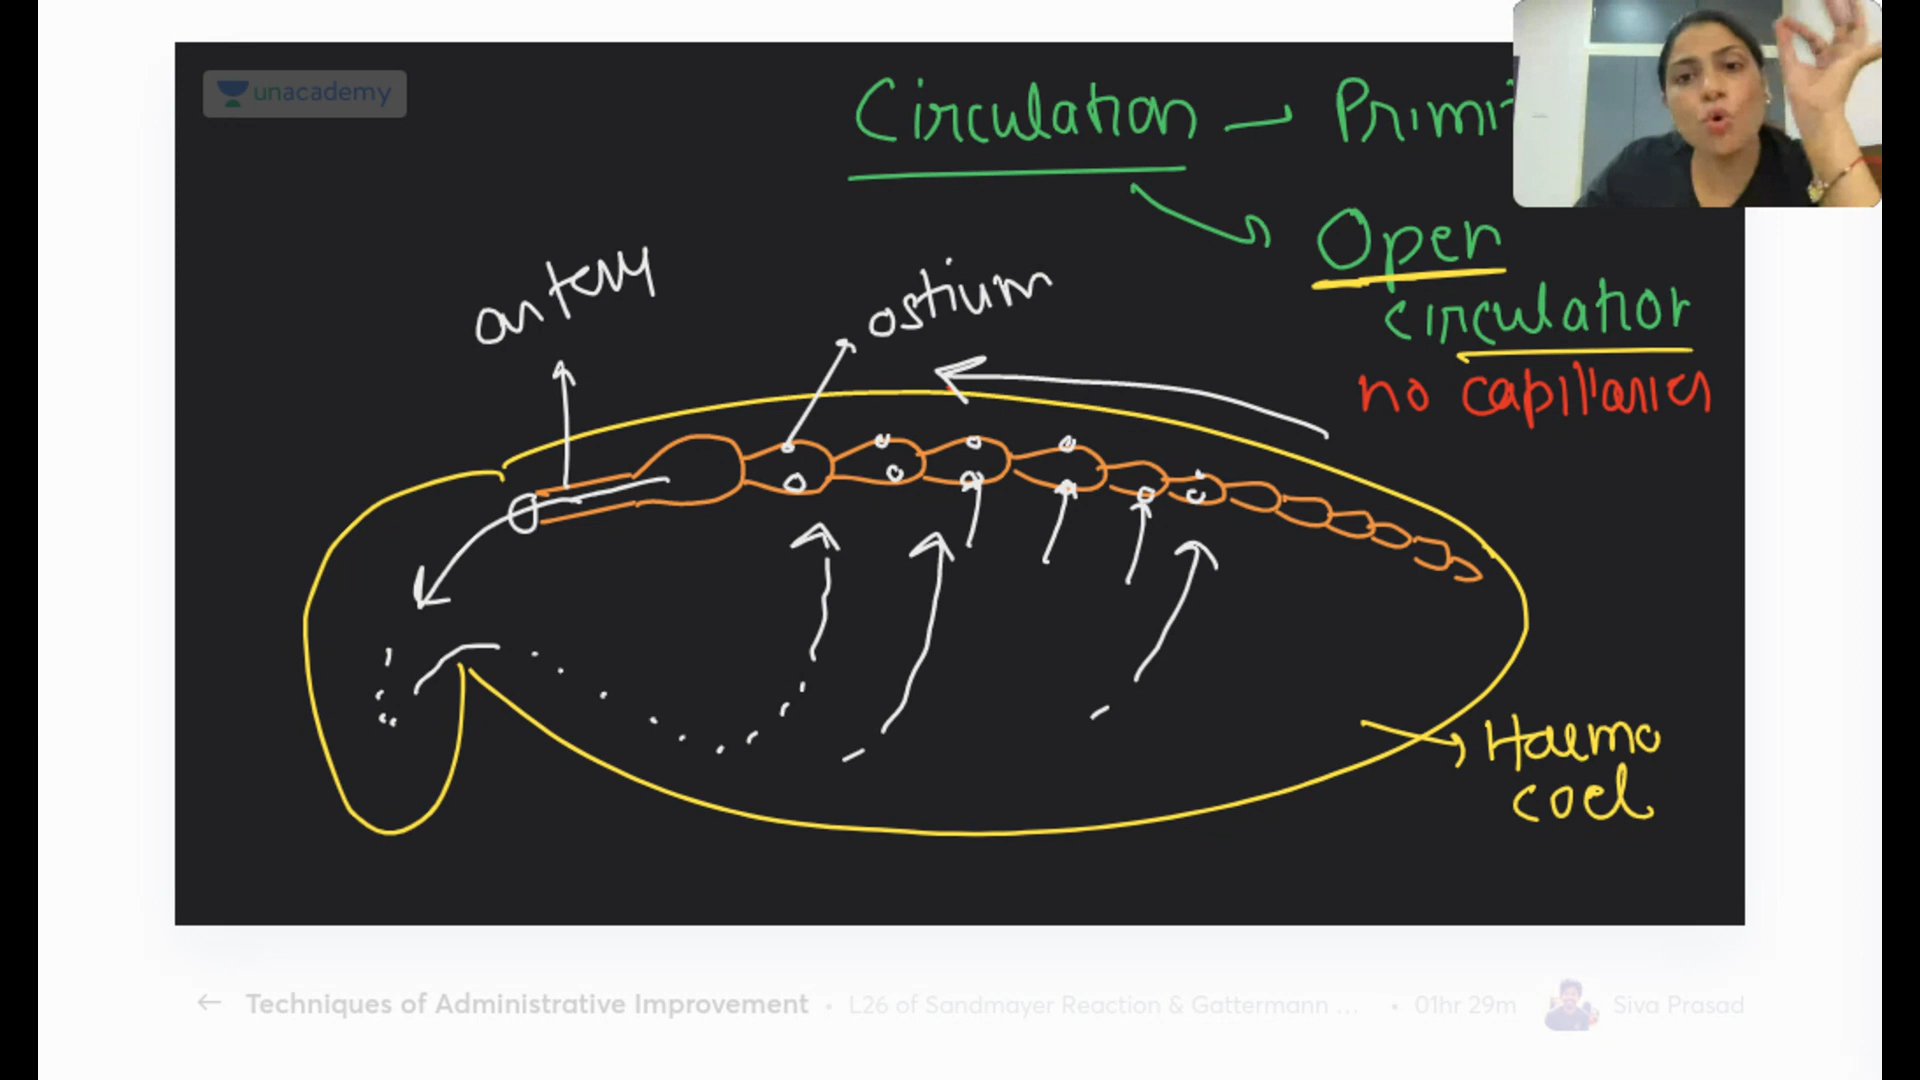 unacademy
Circulation → Primi
Open
circulation
no capillaries
artery
ostium
Haemo
coel
← Techniques of Administrative Improvement • L26 of Sandmayer Reaction & Gattermann ... • 01hr 29m Siva Prasad